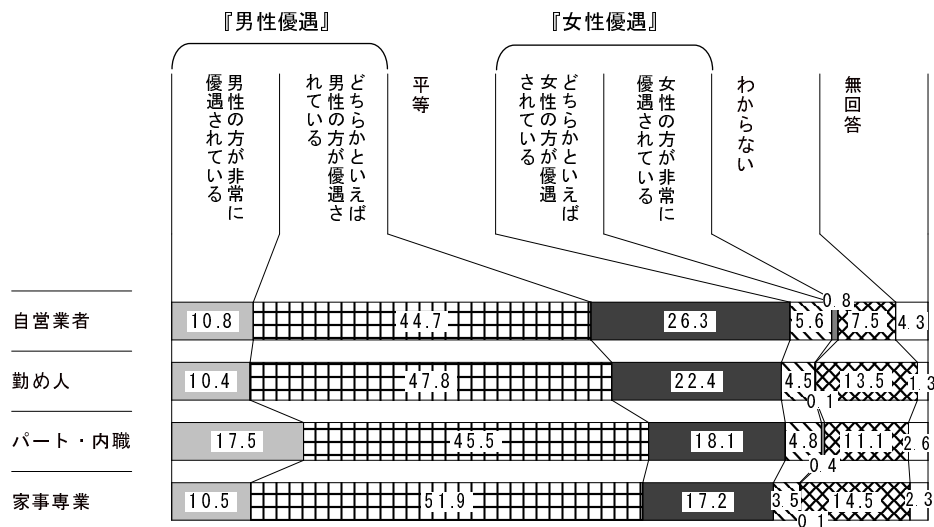 『男性優遇』
『女性優遇』
男性の方が非常に
優遇されている
どちらかといえば
男性の方が優遇さ
れている
平等
どちらかといえば
女性の方が優遇
されている
女性の方が非常に
優遇されている
わからない
無回答
自営業者 10.8 44.7 26.3 5.6 0.8 7.5 4.3
勤め人 10.4 47.8 22.4 4.5 0.1 13.5 1.3
パート・内職 17.5 45.5 18.1 4.8 0.4 11.1 2.6
家事専業 10.5 51.9 17.2 3.5 0.1 14.5 2.3